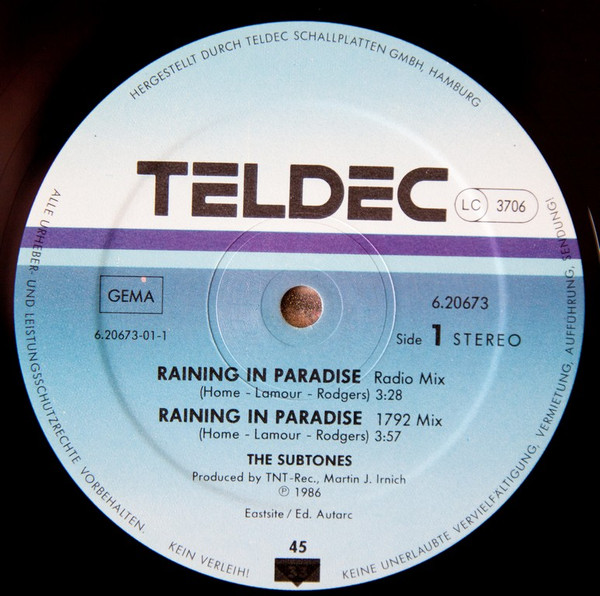 HERGESTELLT DURCH TELDEC SCHALLPLATTEN GMBH, HAMBURG
TELDEC
LC 3706
GEMA
6.20673
6.20673-01-1
Side 1 STEREO
RAINING IN PARADISE Radio Mix
(Home - Lamour - Rodgers) 3:28
RAINING IN PARADISE 1792 Mix
(Home - Lamour - Rodgers) 3:57
THE SUBTONES
Produced by TNT-Rec., Martin J. Irnich
℗ 1986
Eastsite / Ed. Autarc
45
33
ALLE URHEBER- UND LEISTUNGSSCHUTZRECHTE VORBEHALTEN.
KEIN VERLEIH!
KEINE UNERLAUBTE VERVIELFÄLTIGUNG, VERMIETUNG, AUFFÜHRUNG, SENDUNG!